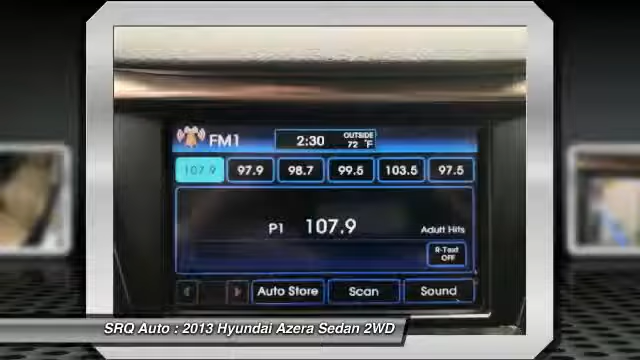 FM1
2:30
OUTSIDE
72 °F
107.9 97.9 98.7 99.5 103.5 97.5
P1 107.9
Adult Hits
R-Text
OFF
Auto Store Scan Sound
SRQ Auto : 2013 Hyundai Azera Sedan 2WD